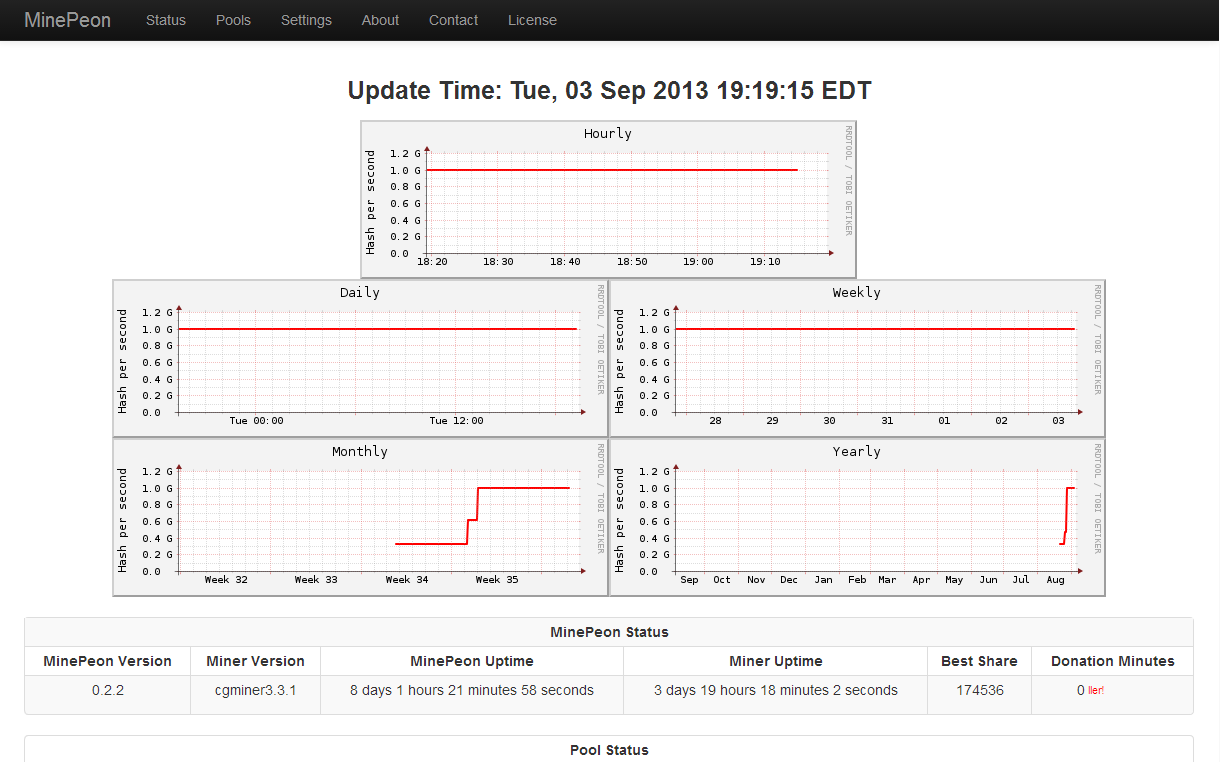 MinePeon Status Pools Settings About Contact License
Update Time: Tue, 03 Sep 2013 19:19:15 EDT
Hourly
Hash per second
1.2 G
1.0 G
0.8 G
0.6 G
0.4 G
0.2 G
0.0
18:20 18:30 18:40 18:50 19:00 19:10
RRDTOOL / TOBI OETIKER
Daily
Hash per second
1.2 G
1.0 G
0.8 G
0.6 G
0.4 G
0.2 G
0.0
Tue 00:00 Tue 12:00
RRDTOOL / TOBI OETIKER
Weekly
Hash per second
1.2 G
1.0 G
0.8 G
0.6 G
0.4 G
0.2 G
0.0
28 29 30 31 01 02 03
RRDTOOL / TOBI OETIKER
Monthly
Hash per second
1.2 G
1.0 G
0.8 G
0.6 G
0.4 G
0.2 G
0.0
Week 32 Week 33 Week 34 Week 35
RRDTOOL / TOBI OETIKER
Yearly
Hash per second
1.2 G
1.0 G
0.8 G
0.6 G
0.4 G
0.2 G
0.0
Sep Oct Nov Dec Jan Feb Mar Apr May Jun Jul Aug
RRDTOOL / TOBI OETIKER
MinePeon Status
MinePeon Version Miner Version MinePeon Uptime Miner Uptime Best Share Donation Minutes
0.2.2 cgminer3.3.1 8 days 1 hours 21 minutes 58 seconds 3 days 19 hours 18 minutes 2 seconds 174536 0
Pool Status